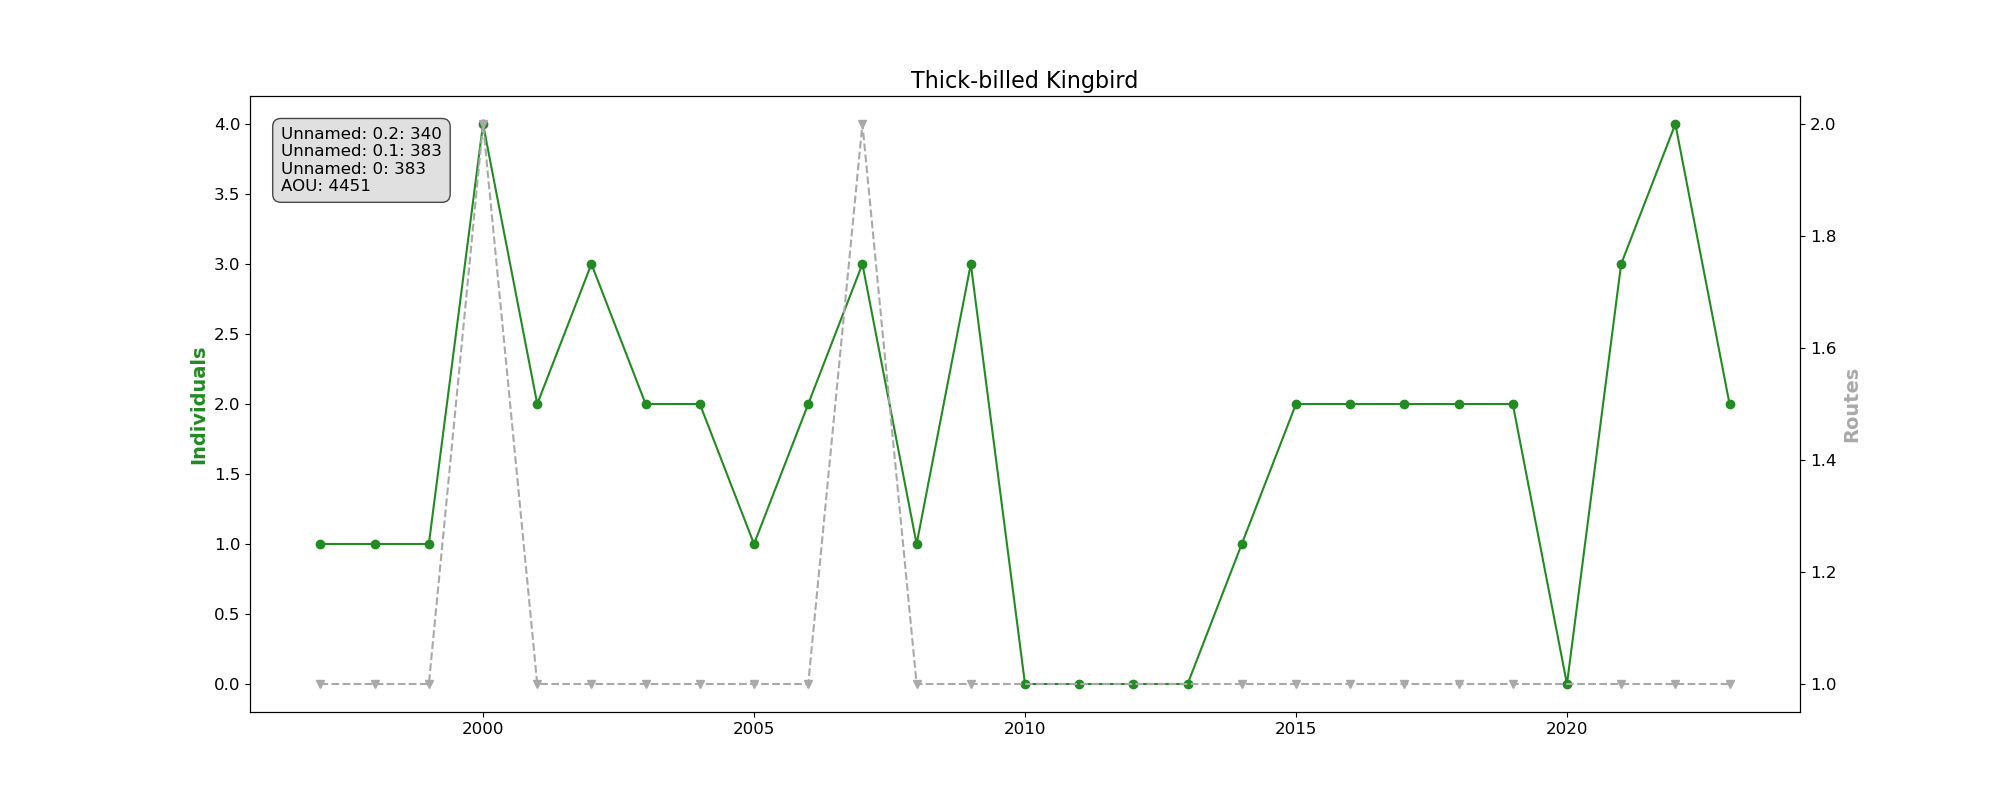 Thick-billed Kingbird
Unnamed: 0.2: 340
Unnamed: 0.1: 383
Unnamed: 0: 383
AOU: 4451
4.0
3.5
3.0
2.5
2.0
1.5
1.0
0.5
0.0
Individuals
2.0
1.8
1.6
1.4
1.2
1.0
Routes
2000
2005
2010
2015
2020